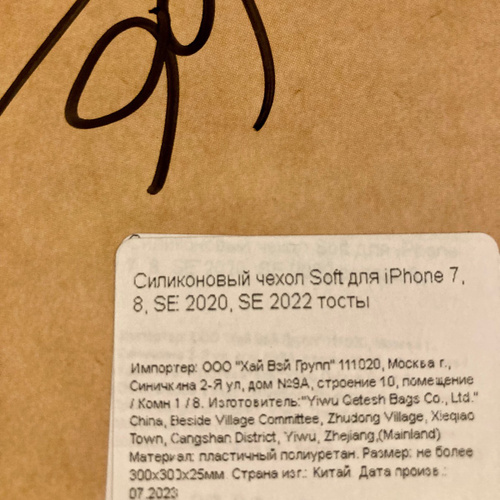 Силиконовый чехол Soft для iPhone 7,
8, SE 2020, SE 2022 тосты
Импортер: ООО "Хай Вэй Групп" 111020, Москва г.,
Синичкина 2-Я ул, дом №9А, строение 10, помещение
/ Комн 1 / 8. Изготовитель:"Yiwu Qetesh Bags Co., Ltd."
China, Beside Village Committee, Zhudong Village, Xieqiao
Town, Cangshan District, Yiwu, Zhejiang,(Mainland)
Материал: пластичный полиуретан. Размер: не более
300x300x25мм Страна изг.: Китай Дата произв.:
07.2023